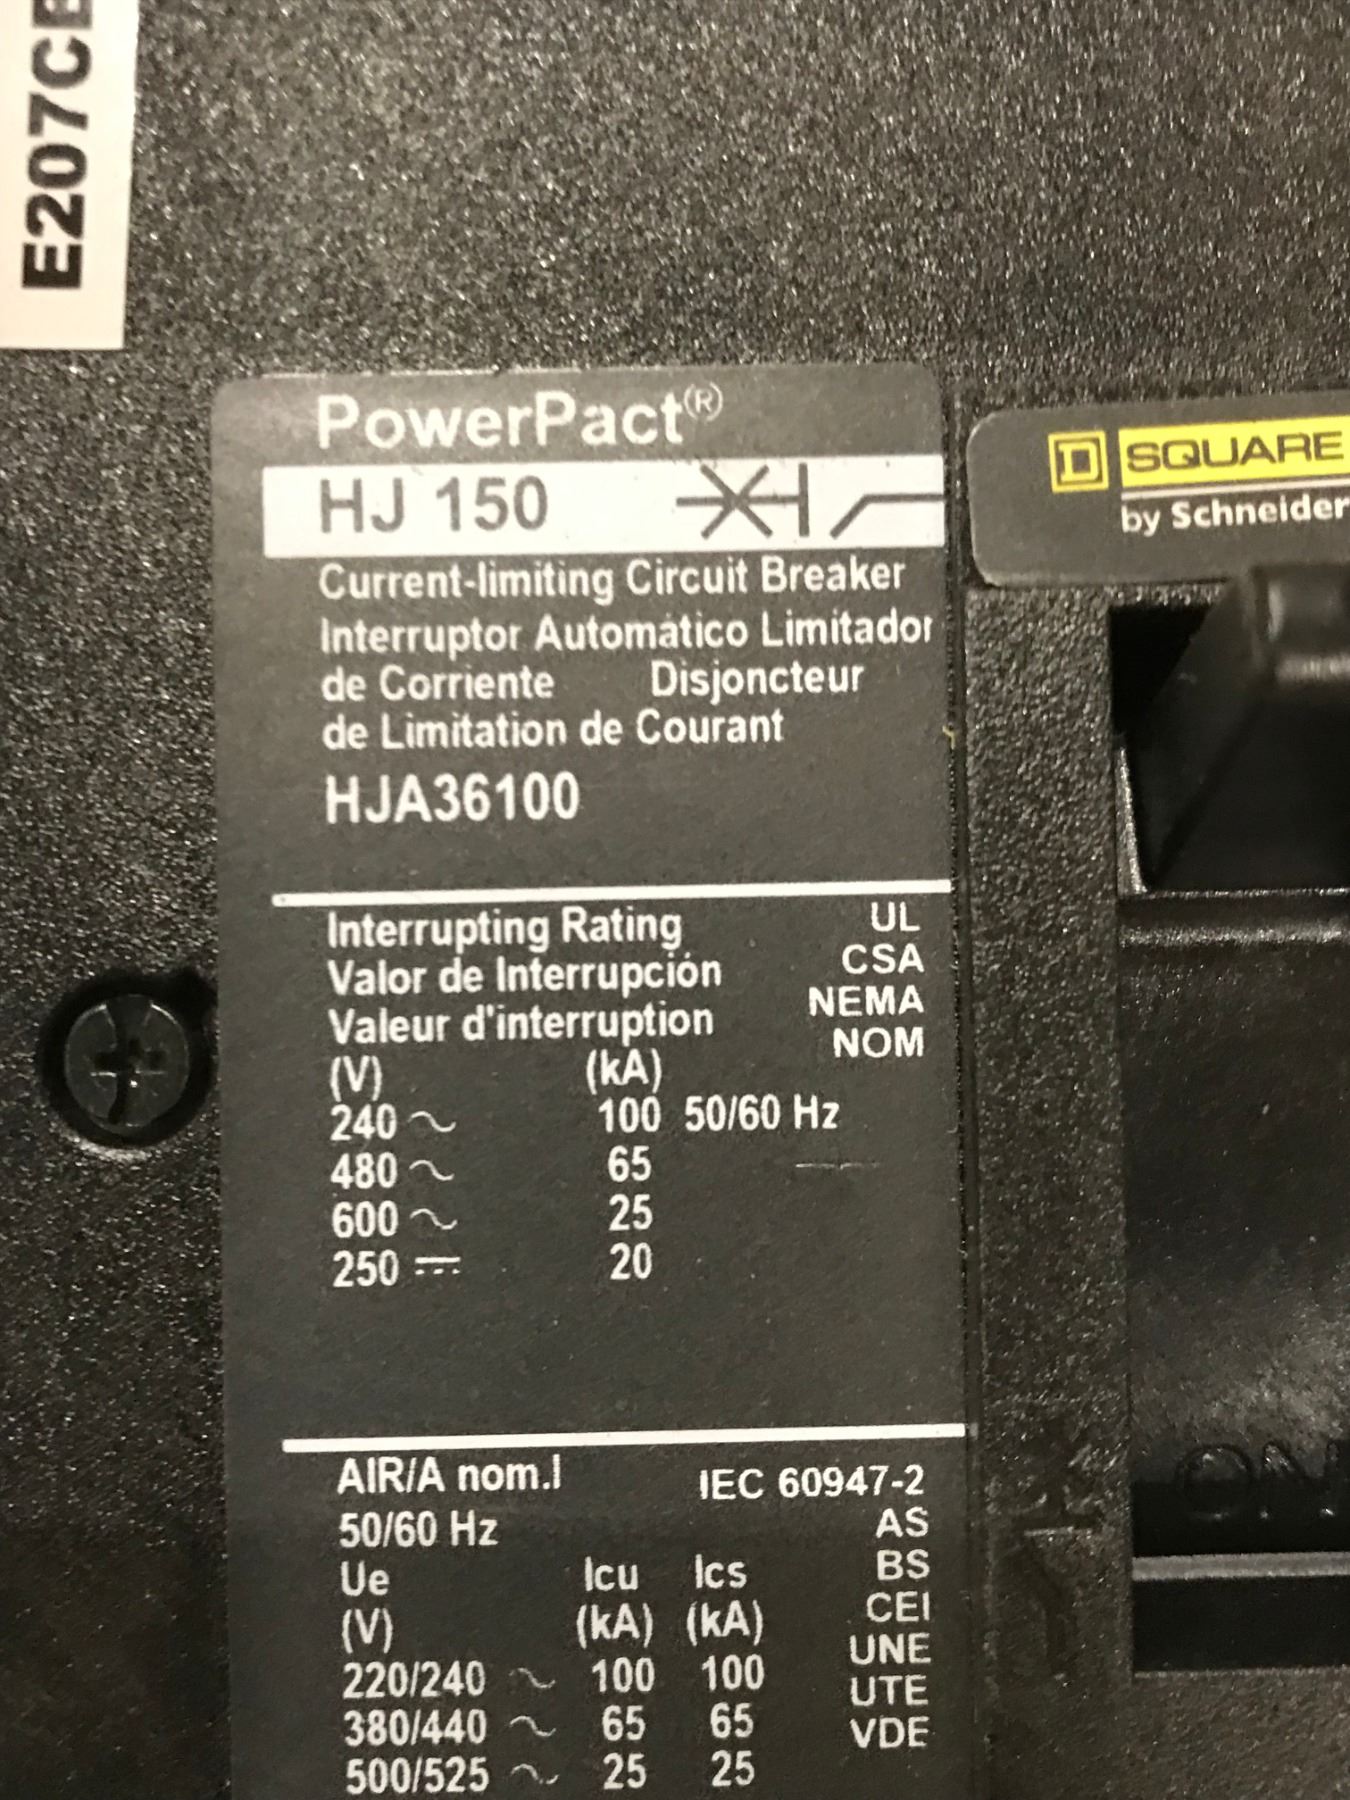 E207CE
PowerPact(R)
HJ 150
SQUARE
by Schneider
Current-limiting Circuit Breaker
Interruptor Automático Limitador
de Corriente Disjoncteur
de Limitation de Courant
HJA36100
Interrupting Rating UL
Valor de Interrupción CSA
Valeur d'interruption NEMA
NOM
(V) (kA)
240 ~ 100 50/60 Hz
480 ~ 65
600 ~ 25
250 ⎓ 20
AIR/A nom.I IEC 60947-2
50/60 Hz AS
Ue Icu Ics BS
(V) (kA) (kA) CEI
UNE
220/240 ~ 100 100 UTE
380/440 ~ 65 65 VDE
500/525 ~ 25 25
ON